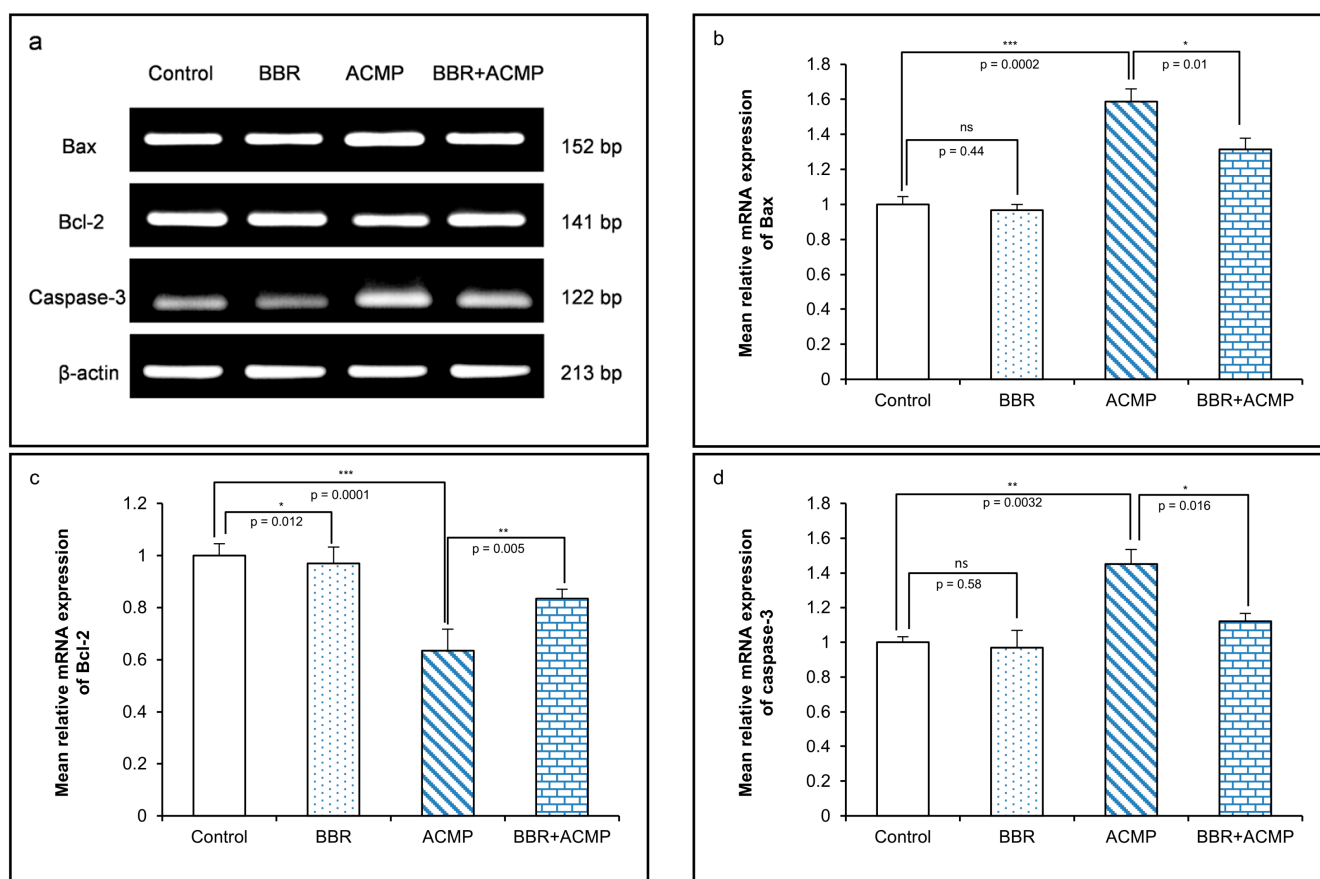 a
Control BBR ACMP BBR+ACMP
Bax 152 bp
Bcl-2 141 bp
Caspase-3 122 bp
β-actin 213 bp
b
Mean relative mRNA expression
of Bax
1.8
1.6
1.4
1.2
1
0.8
0.6
0.4
0.2
0
***
p = 0.0002
*
p = 0.01
ns
p = 0.44
Control BBR ACMP BBR+ACMP
c
Mean relative mRNA expression
of Bcl-2
1.2
1
0.8
0.6
0.4
0.2
0
***
p = 0.0001
*
p = 0.012
**
p = 0.005
Control BBR ACMP BBR+ACMP
d
Mean relative mRNA expression
of caspase-3
1.8
1.6
1.4
1.2
1
0.8
0.6
0.4
0.2
0
**
p = 0.0032
*
p = 0.016
ns
p = 0.58
Control BBR ACMP BBR+ACMP